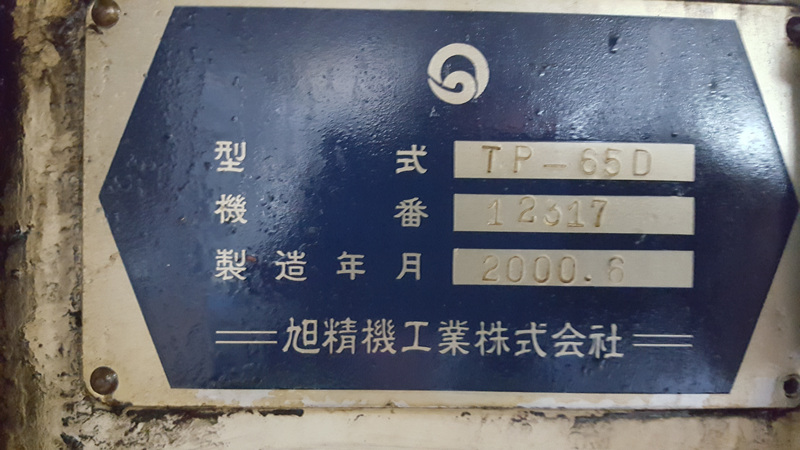 型式 TP-65D
機番 12317
製造年月 2000.6
旭精機工業株式会社